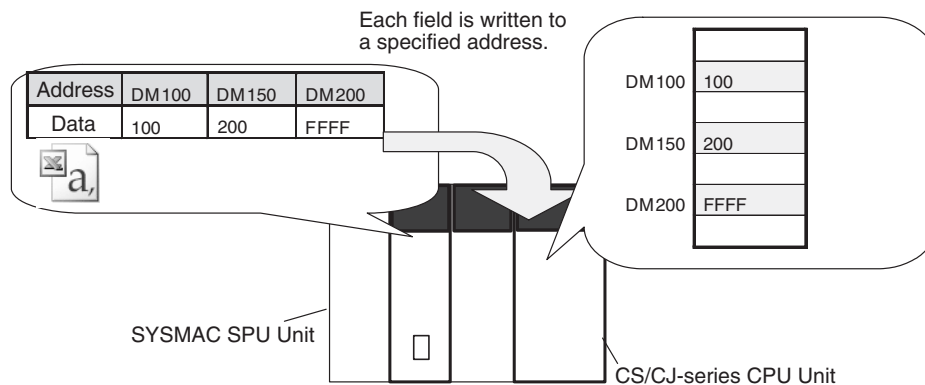 Each field is written to
a specified address.
Address DM100 DM150 DM200
Data 100 200 FFFF
a,
DM100 100
DM150 200
DM200 FFFF
SYSMAC SPU Unit
CS/CJ-series CPU Unit